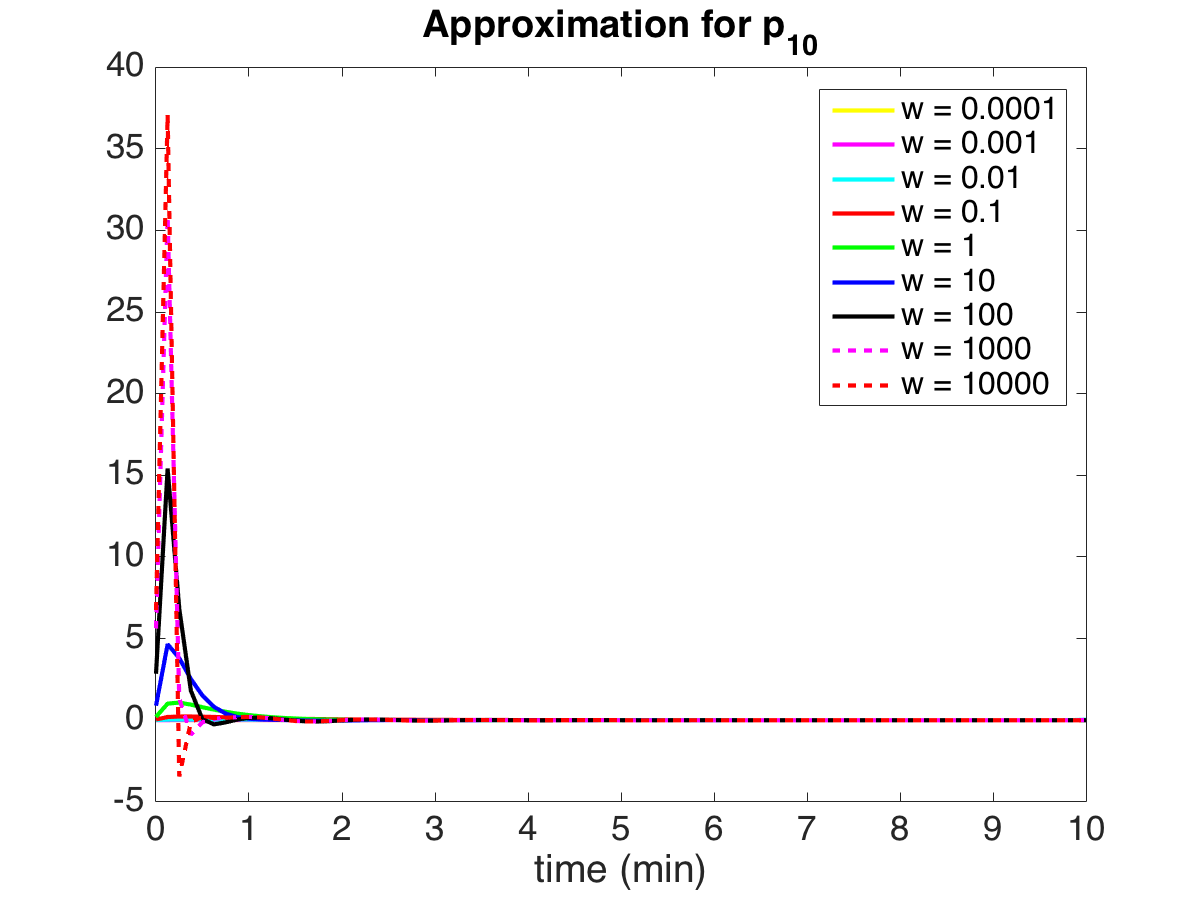 Approximation for p10
40
35
30
25
20
15
10
5
0
-5
w = 0.0001
w = 0.001
w = 0.01
w = 0.1
w = 1
w = 10
w = 100
w = 1000
w = 10000
0 1 2 3 4 5 6 7 8 9 10
time (min)